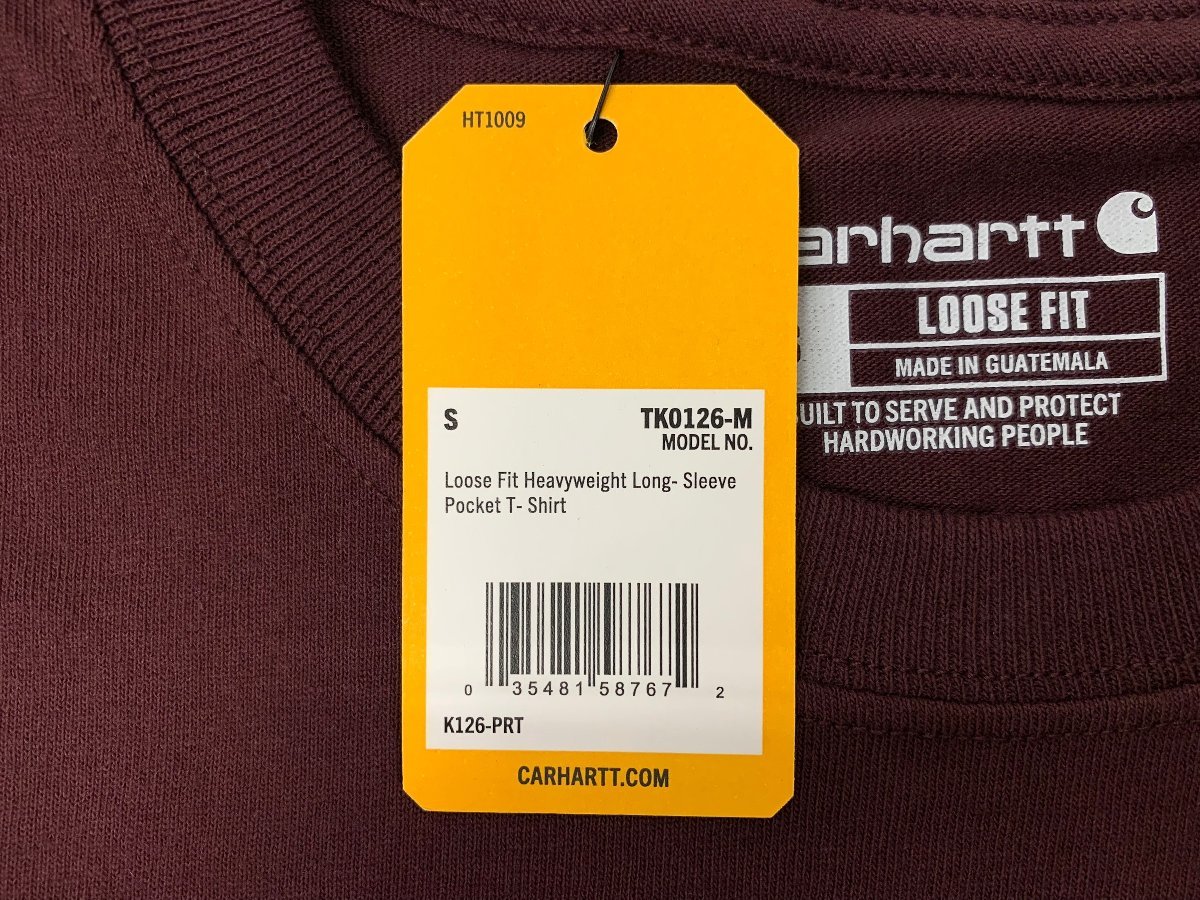 HT1009
S
TK0126-M
MODEL NO.
Loose Fit Heavyweight Long- Sleeve
Pocket T- Shirt
0 35481 58767 2
K126-PRT
CARHARTT.COM
arhartt
LOOSE FIT
MADE IN GUATEMALA
UILT TO SERVE AND PROTECT
HARDWORKING PEOPLE